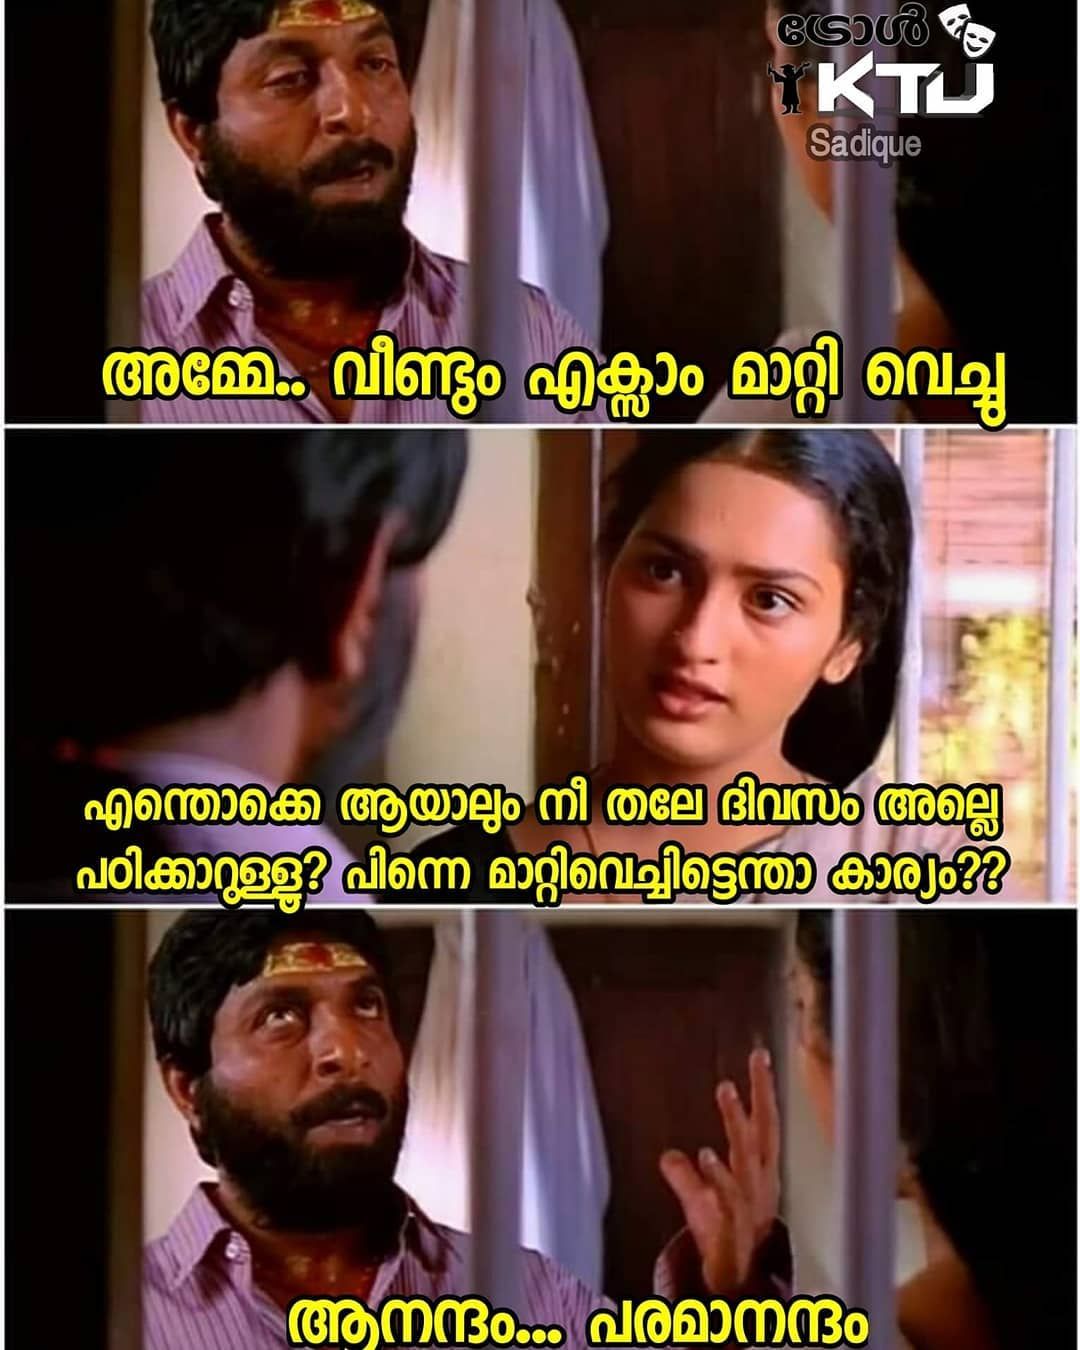 ട്രോൾ
KTU
Sadique
അമ്മേ.. വീണ്ടും എക്സാം മാറ്റി വെച്ചു
എന്തൊക്കെ ആയാലും നീ തലേ ദിവസം അല്ലെ
പഠിക്കാറുള്ളൂ? പിന്നെ മാറ്റിവെച്ചിട്ടെന്താ കാര്യം??
ആനന്ദം... പരമാനന്ദം